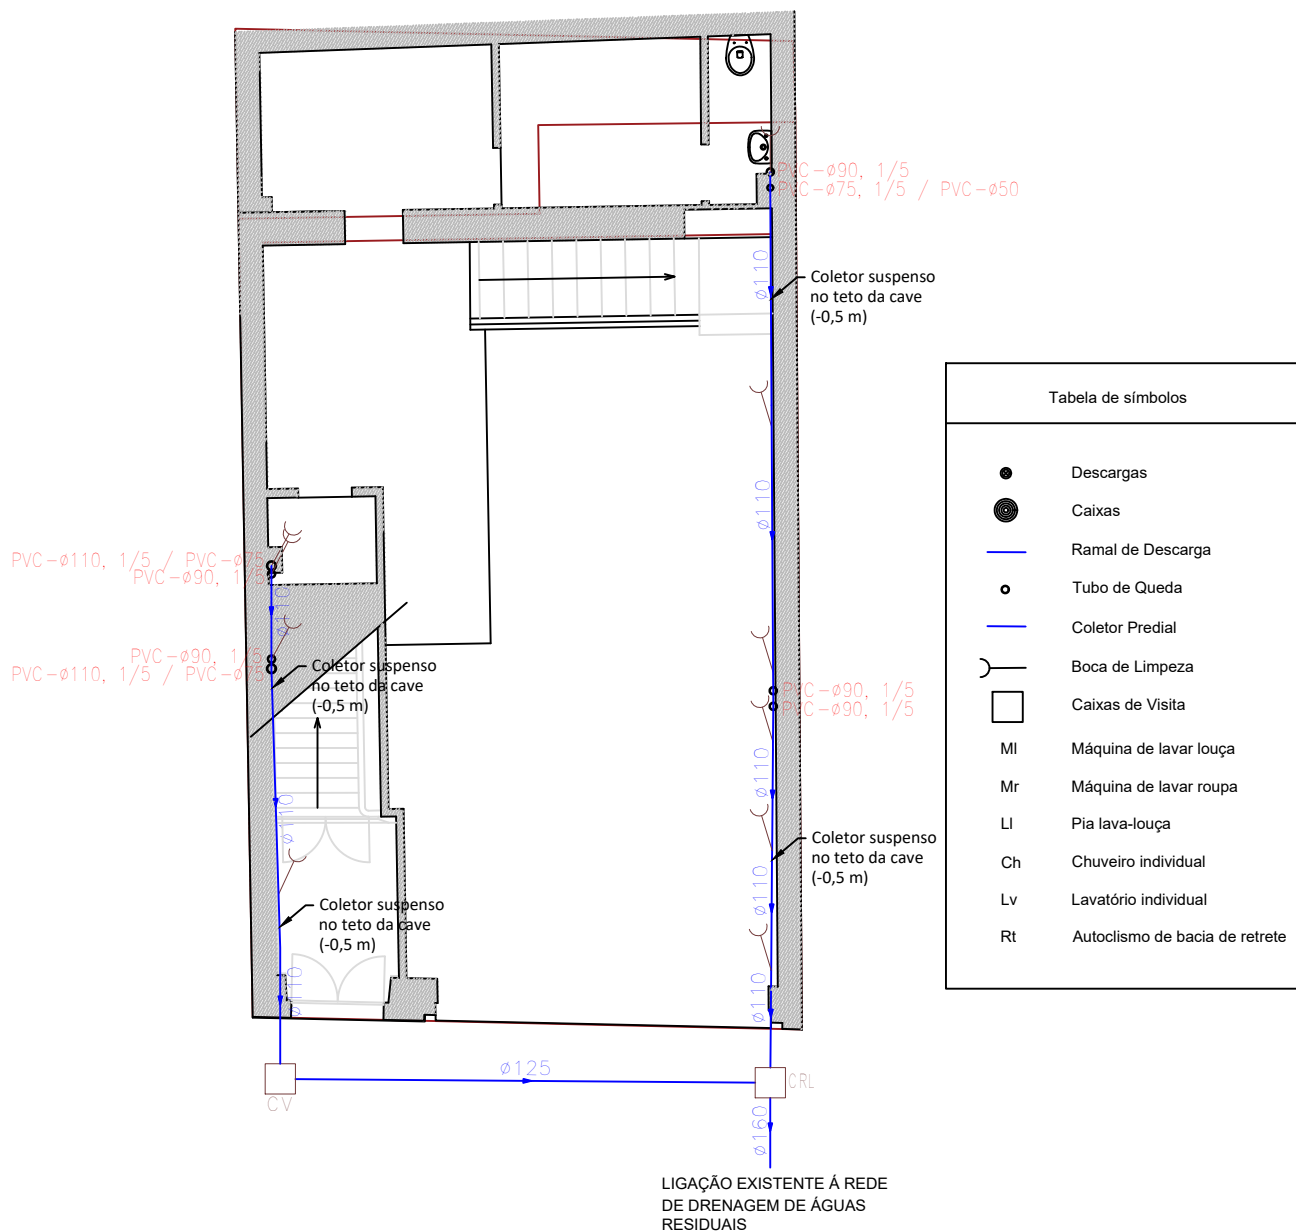 PVC-ø90, 1/5
PVC-ø75, 1/5 / PVC-ø50
ø110
Coletor suspenso
no teto da cave
(-0,5 m)
ø110
PVC-ø110, 1/5 / PVC-ø75
PVC-ø90, 1/5
ø110
PVC-ø90, 1/5
PVC-ø110, 1/5 / PVC-ø75
Coletor suspenso
no teto da cave
(-0,5 m)
PVC-ø90, 1/5
PVC-ø90, 1/5
ø110
ø110
Coletor suspenso
no teto da cave
(-0,5 m)
ø110
Coletor suspenso
no teto da cave
(-0,5 m)
ø110
ø110
ø125
CV
CRL
ø160
LIGAÇÃO EXISTENTE Á REDE
DE DRENAGEM DE ÁGUAS
RESIDUAIS
Tabela de símbolos
Descargas
Caixas
Ramal de Descarga
Tubo de Queda
Coletor Predial
Boca de Limpeza
Caixas de Visita
Ml Máquina de lavar louça
Mr Máquina de lavar roupa
Ll Pia lava-louça
Ch Chuveiro individual
Lv Lavatório individual
Rt Autoclismo de bacia de retrete